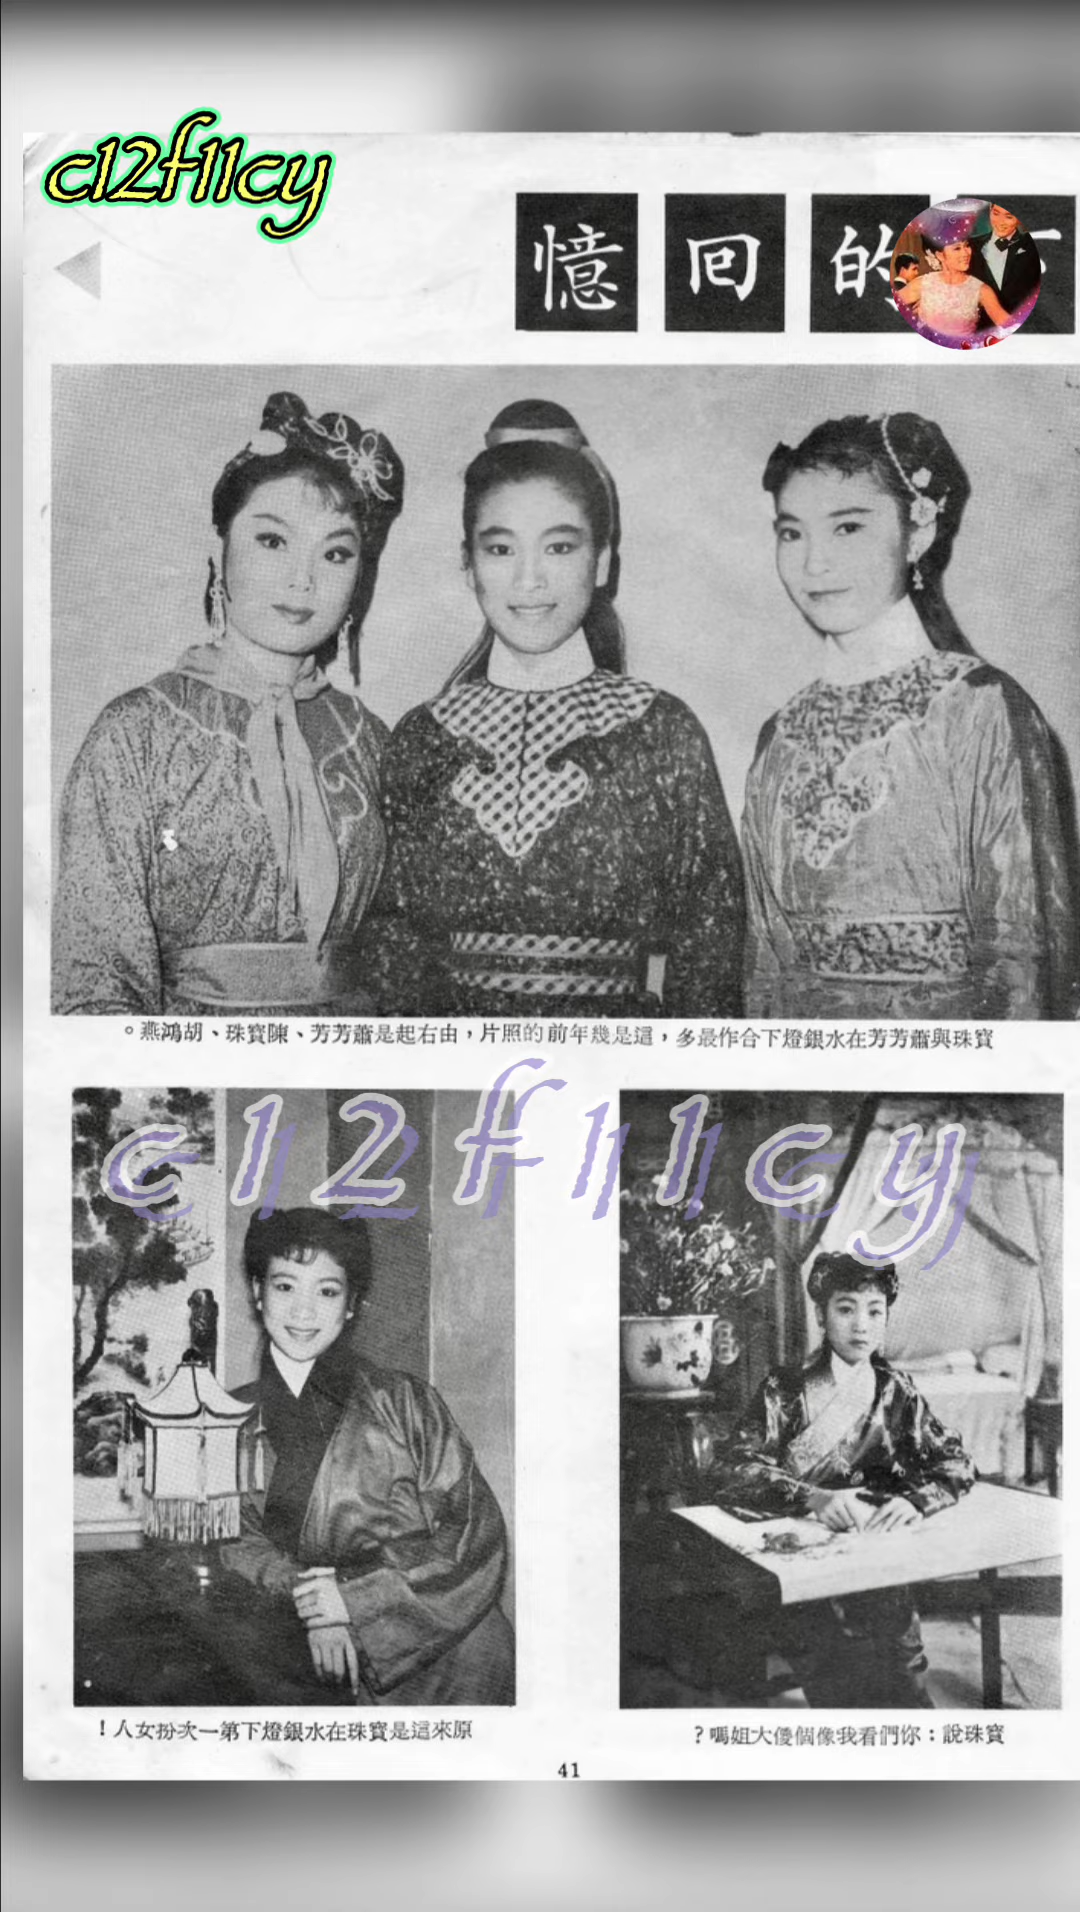 c12f11cy
的回憶
寶珠與蕭芳芳在水銀燈下合作最多，這是幾年前的照片，由右起是蕭芳芳、陳寶珠、胡鴻燕。
c12f11cy
寶珠說：你們看我像個傻大姐嗎？
原來這是寶珠在水銀燈下第一次扮女人！
41